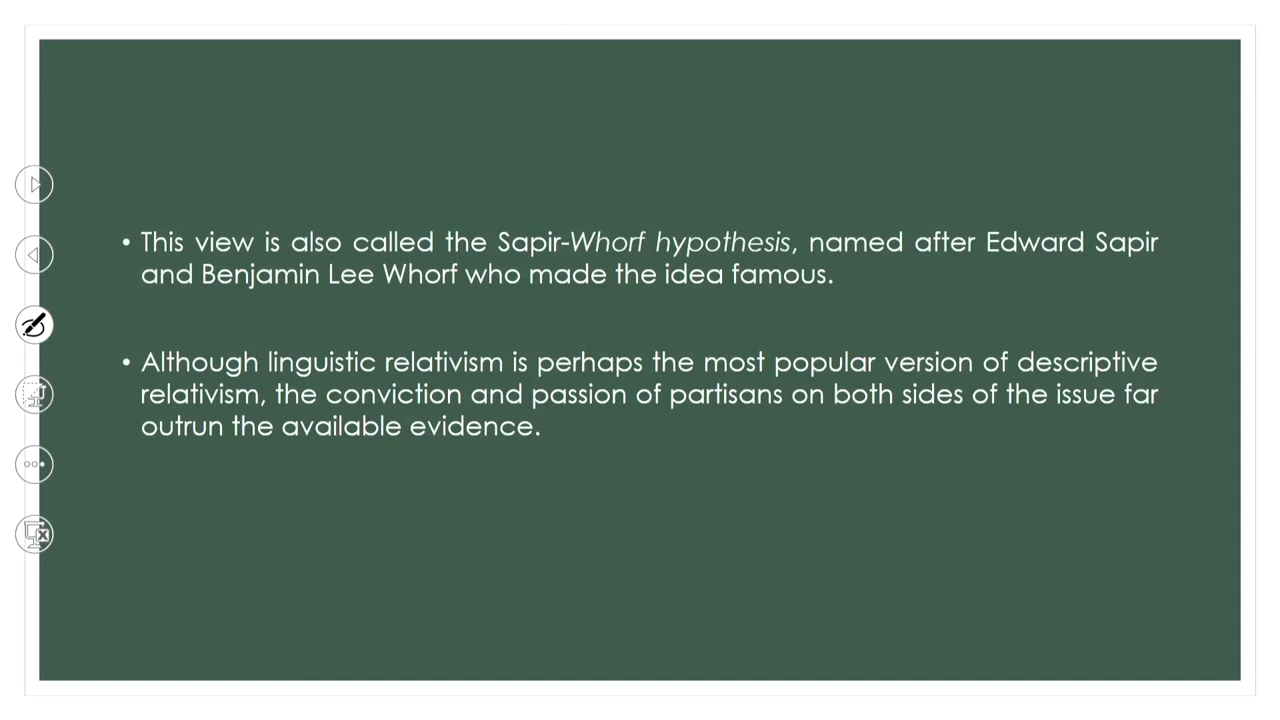 • This view is also called the Sapir-Whorf hypothesis, named after Edward Sapir
and Benjamin Lee Whorf who made the idea famous.
• Although linguistic relativism is perhaps the most popular version of descriptive
relativism, the conviction and passion of partisans on both sides of the issue far
outrun the available evidence.